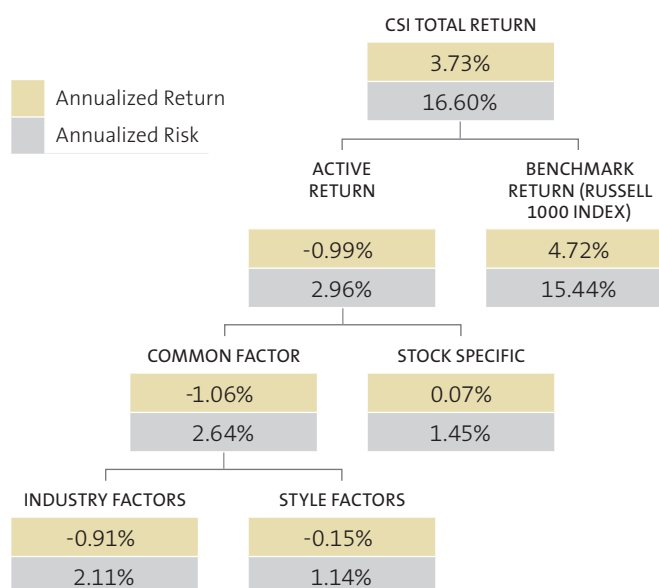 CSI TOTAL RETURN
3.73%
16.60%
Annualized Return
Annualized Risk
ACTIVE
RETURN
-0.99%
2.96%
BENCHMARK
RETURN (RUSSELL
1000 INDEX)
4.72%
15.44%
COMMON FACTOR
-1.06%
2.64%
STOCK SPECIFIC
0.07%
1.45%
INDUSTRY FACTORS
-0.91%
2.11%
STYLE FACTORS
-0.15%
1.14%